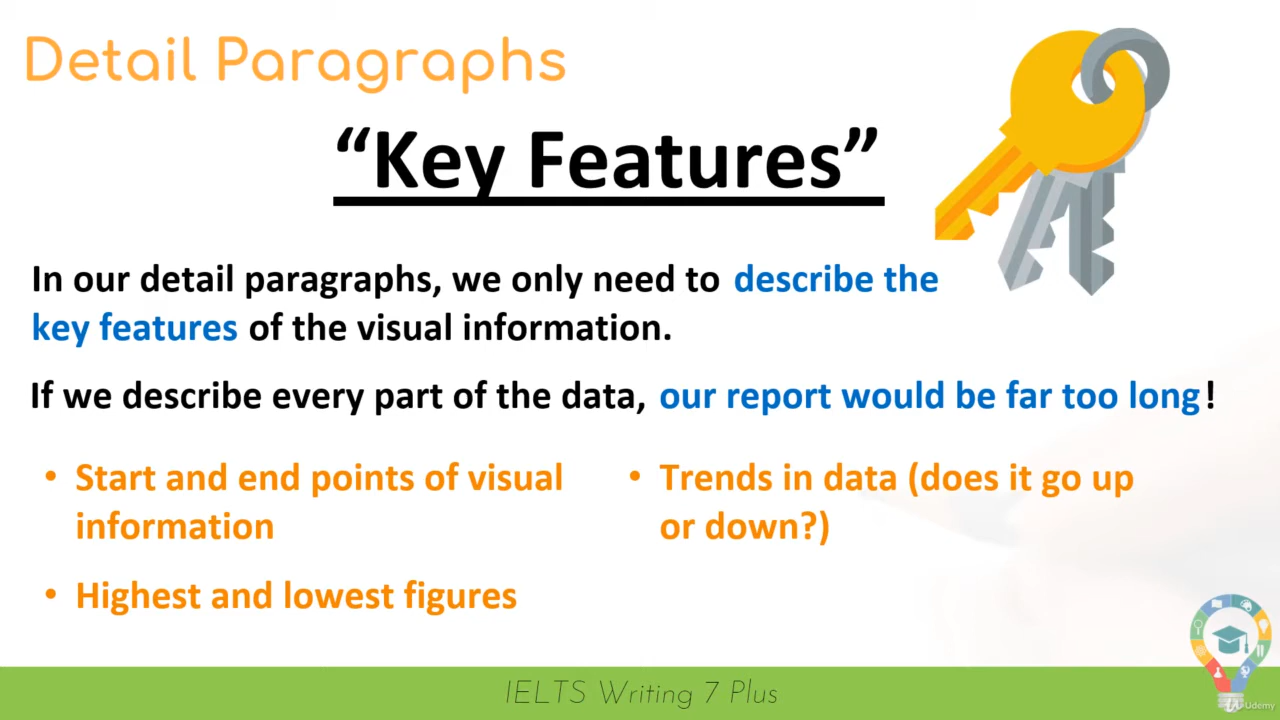 Detail Paragraphs
“Key Features”
In our detail paragraphs, we only need to describe the
key features of the visual information.
If we describe every part of the data, our report would be far too long!
• Start and end points of visual
information
• Highest and lowest figures
• Trends in data (does it go up
or down?)
IELTS Writing 7 Plus
Udemy